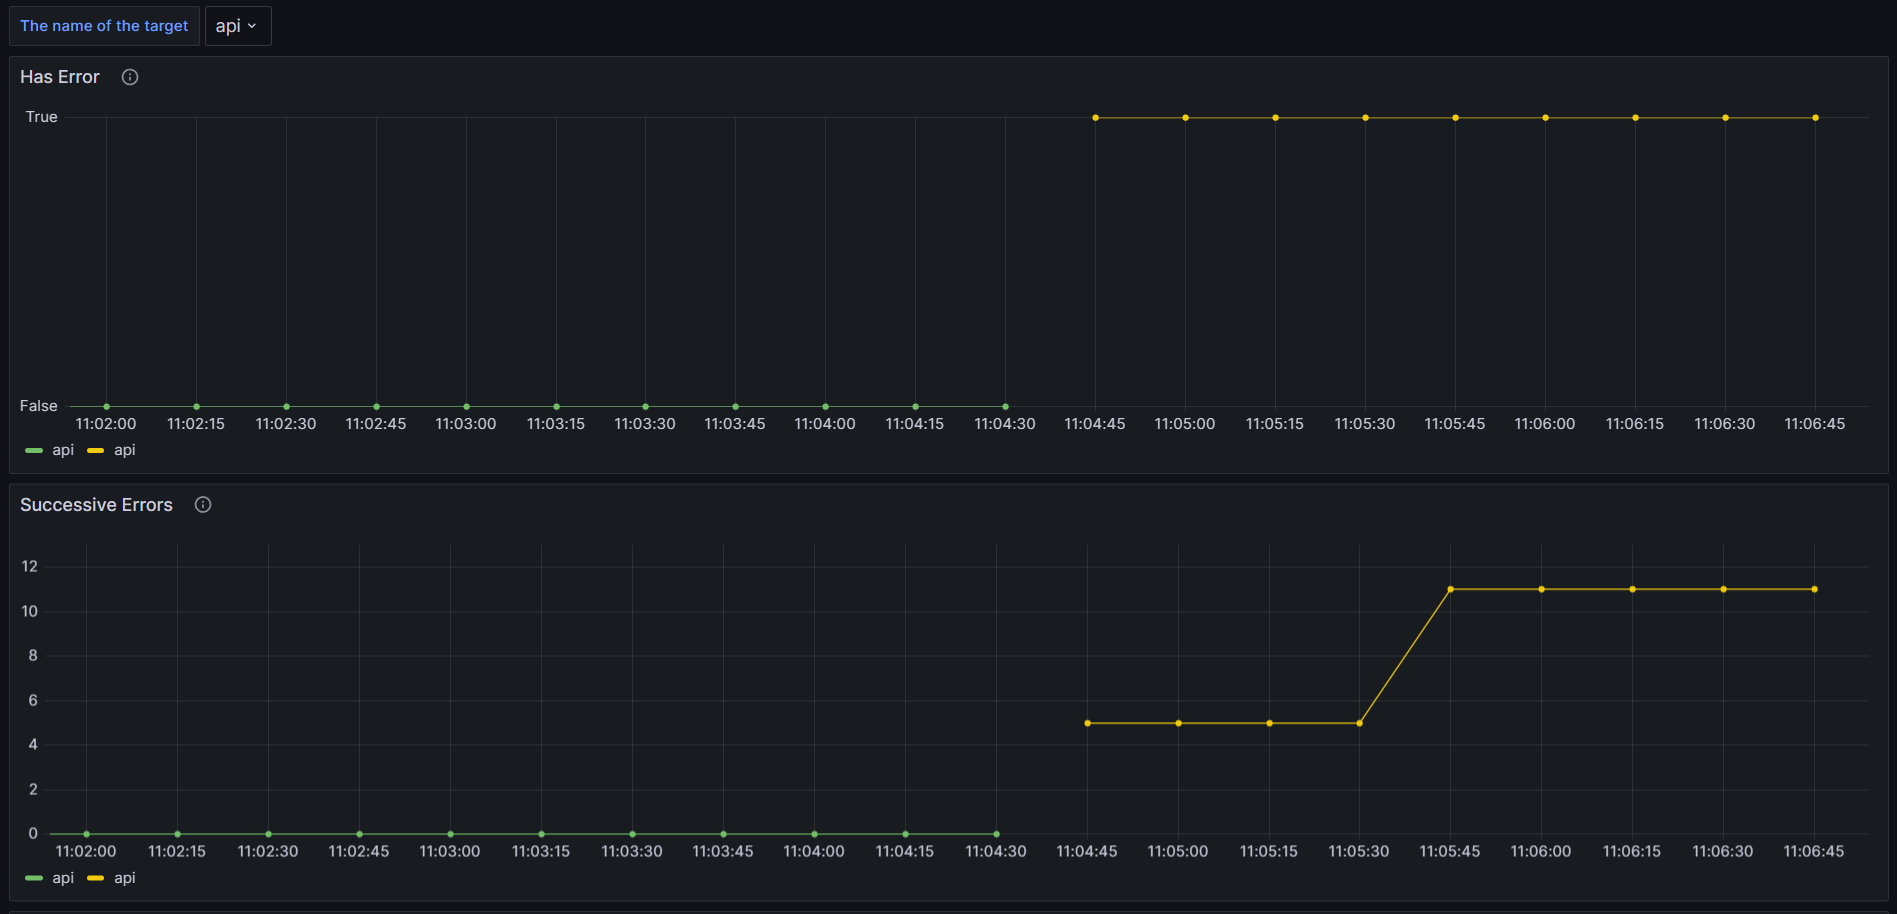 The name of the target api
Has Error
True
False
11:02:00 11:02:15 11:02:30 11:02:45 11:03:00 11:03:15 11:03:30 11:03:45 11:04:00 11:04:15 11:04:30 11:04:45 11:05:00 11:05:15 11:05:30 11:05:45 11:06:00 11:06:15 11:06:30 11:06:45
api api
Successive Errors
12
10
8
6
4
2
0
11:02:00 11:02:15 11:02:30 11:02:45 11:03:00 11:03:15 11:03:30 11:03:45 11:04:00 11:04:15 11:04:30 11:04:45 11:05:00 11:05:15 11:05:30 11:05:45 11:06:00 11:06:15 11:06:30 11:06:45
api api